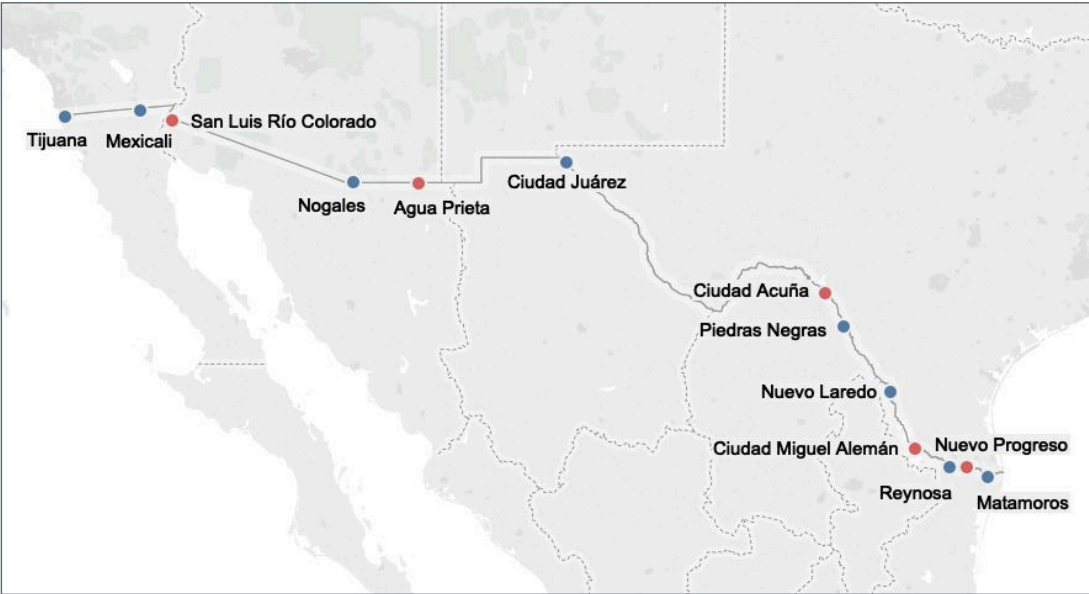 San Luis Río Colorado
Tijuana
Mexicali
Ciudad Juárez
Nogales
Agua Prieta
Ciudad Acuña
Piedras Negras
Nuevo Laredo
Ciudad Miguel Alemán
Nuevo Progreso
Reynosa
Matamoros